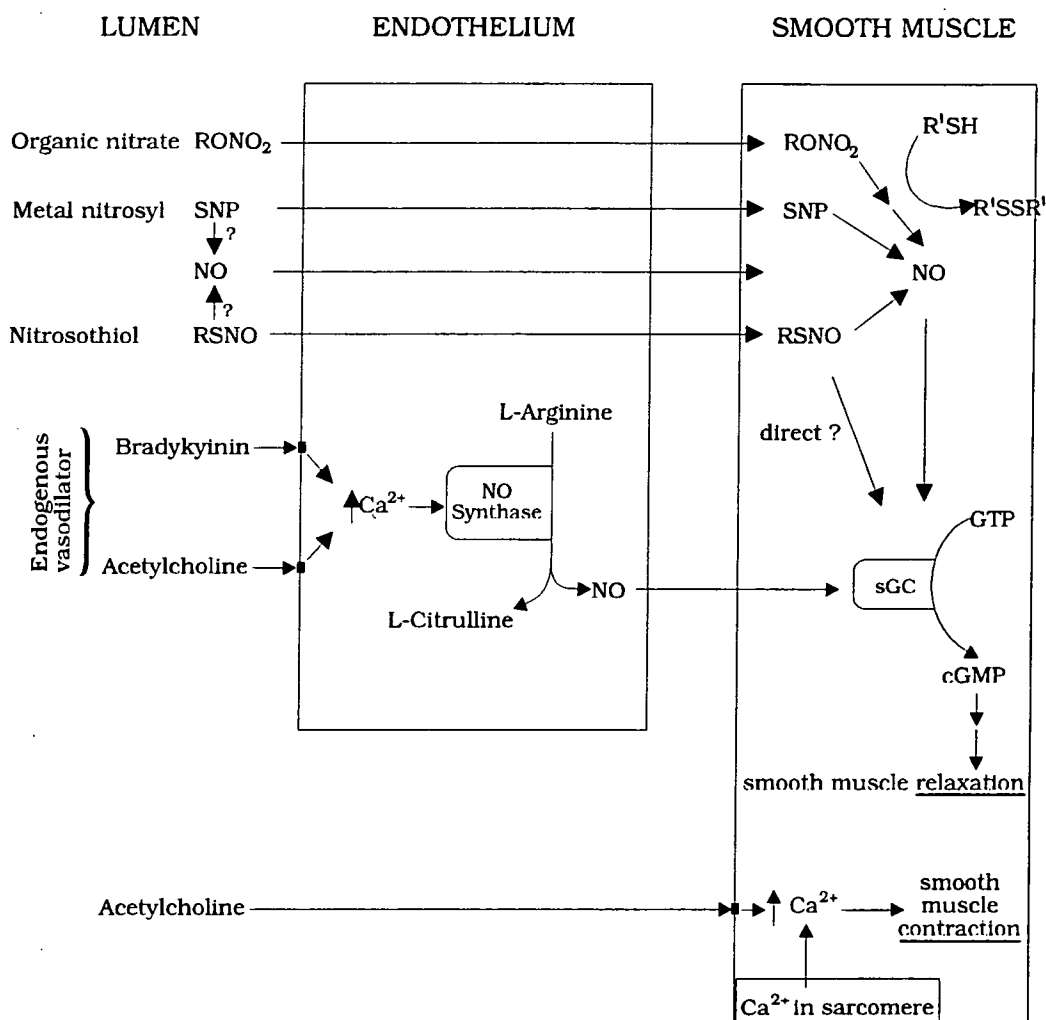 LUMEN ENDOTHELIUM SMOOTH MUSCLE
Organic nitrate RONO₂ RONO₂ R'SH
Metal nitrosyl SNP SNP R'SSR'
?
NO NO
?
Nitrosothiol RSNO RSNO
L-Arginine
direct ?
Endogenous
vasodilator
Bradykyinin
Ca²⁺
NO
Synthase
GTP
Acetylcholine
NO
sGC
L-Citrulline
cGMP
smooth muscle relaxation
Acetylcholine
Ca²⁺
smooth
muscle
contraction
Ca²⁺ in sarcomere